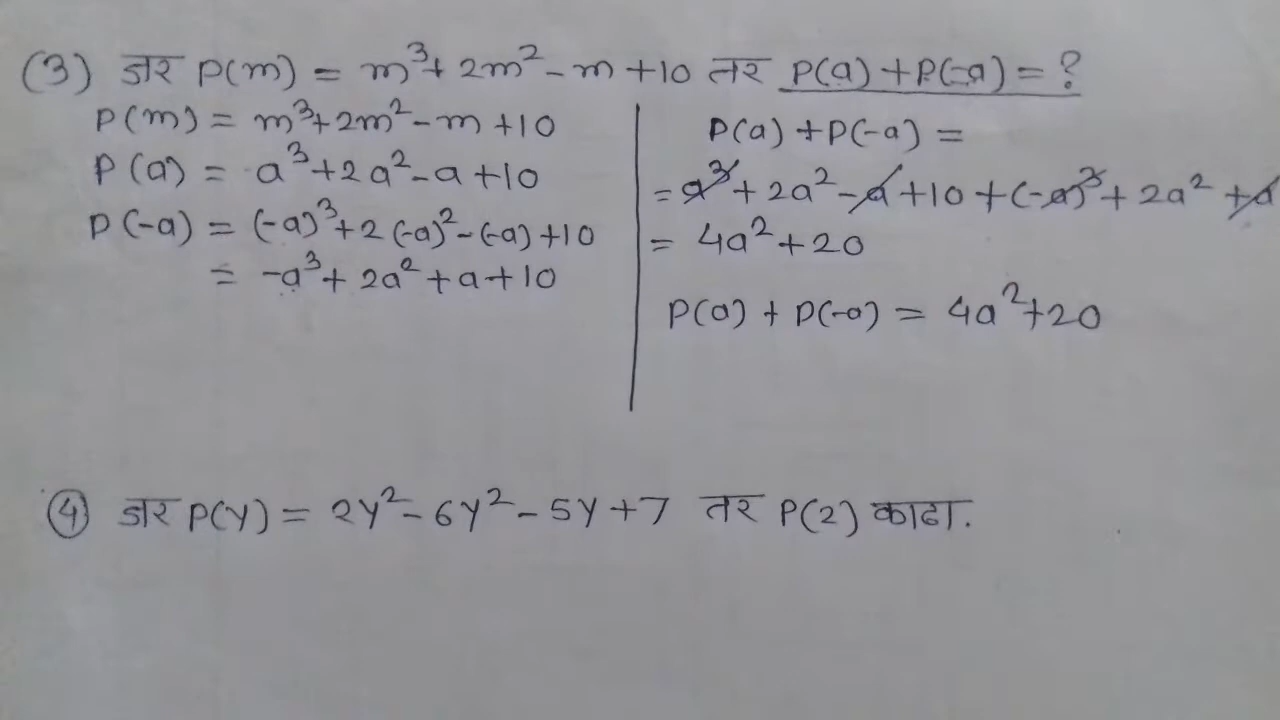 (3) जर P(m) = m³+ 2m² - m + 10 तर P(a) + P(-a) = ?
P(m) = m³+2m² - m + 10
P(a) = a³+2a² - a + 10
P(-a) = (-a)³+2(-a)² - (-a) + 10
= -a³+ 2a² + a + 10
P(a) + P(-a) =
= a³ + 2a² - a + 10 + (-a)³ + 2a² + a
= 4a² + 20
P(a) + P(-a) = 4a²+20
④ जर P(y) = 2y² - 6y² - 5y + 7 तर P(2) काढा.